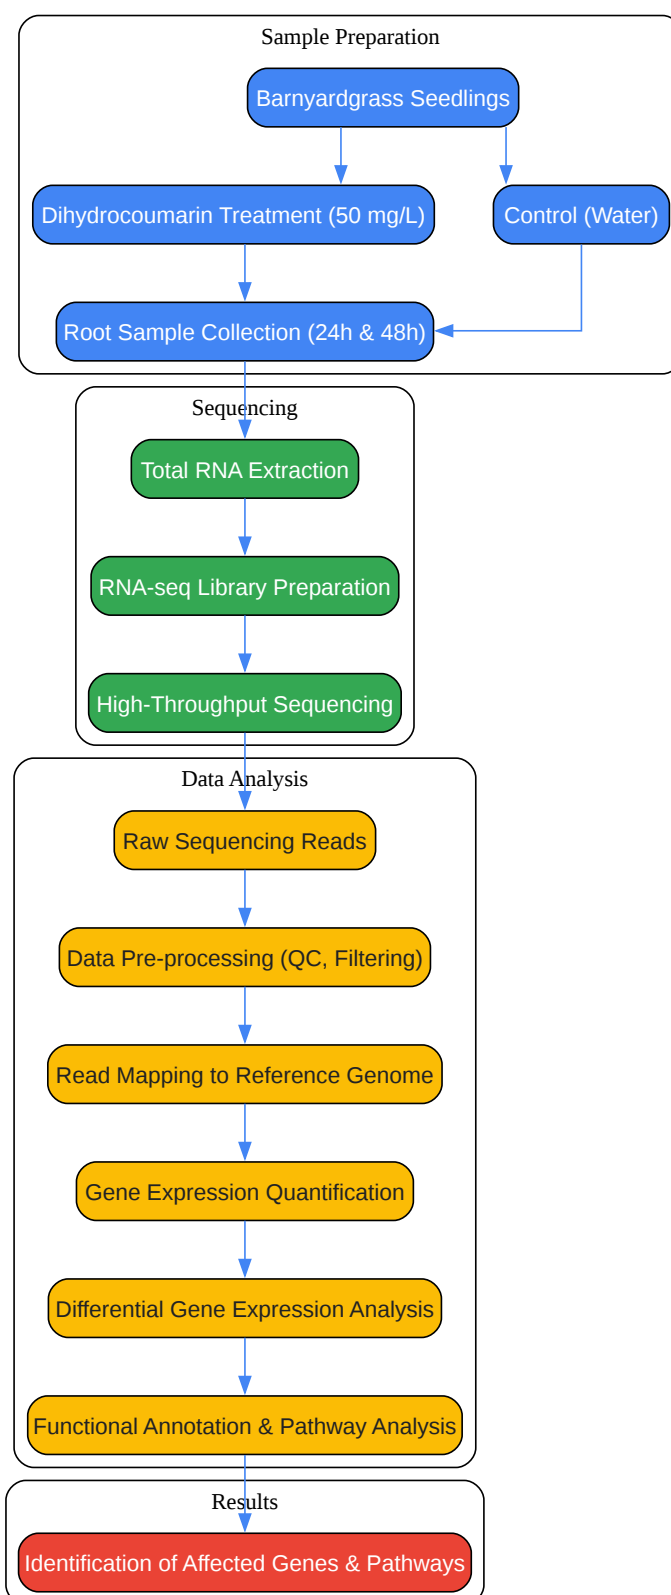 Sample Preparation
Barnyardgrass Seedlings
Dihydrocoumarin Treatment (50 mg/L)
Control (Water)
Root Sample Collection (24h & 48h)
Sequencing
Total RNA Extraction
RNA-seq Library Preparation
High-Throughput Sequencing
Data Analysis
Raw Sequencing Reads
Data Pre-processing (QC, Filtering)
Read Mapping to Reference Genome
Gene Expression Quantification
Differential Gene Expression Analysis
Functional Annotation & Pathway Analysis
Results
Identification of Affected Genes & Pathways